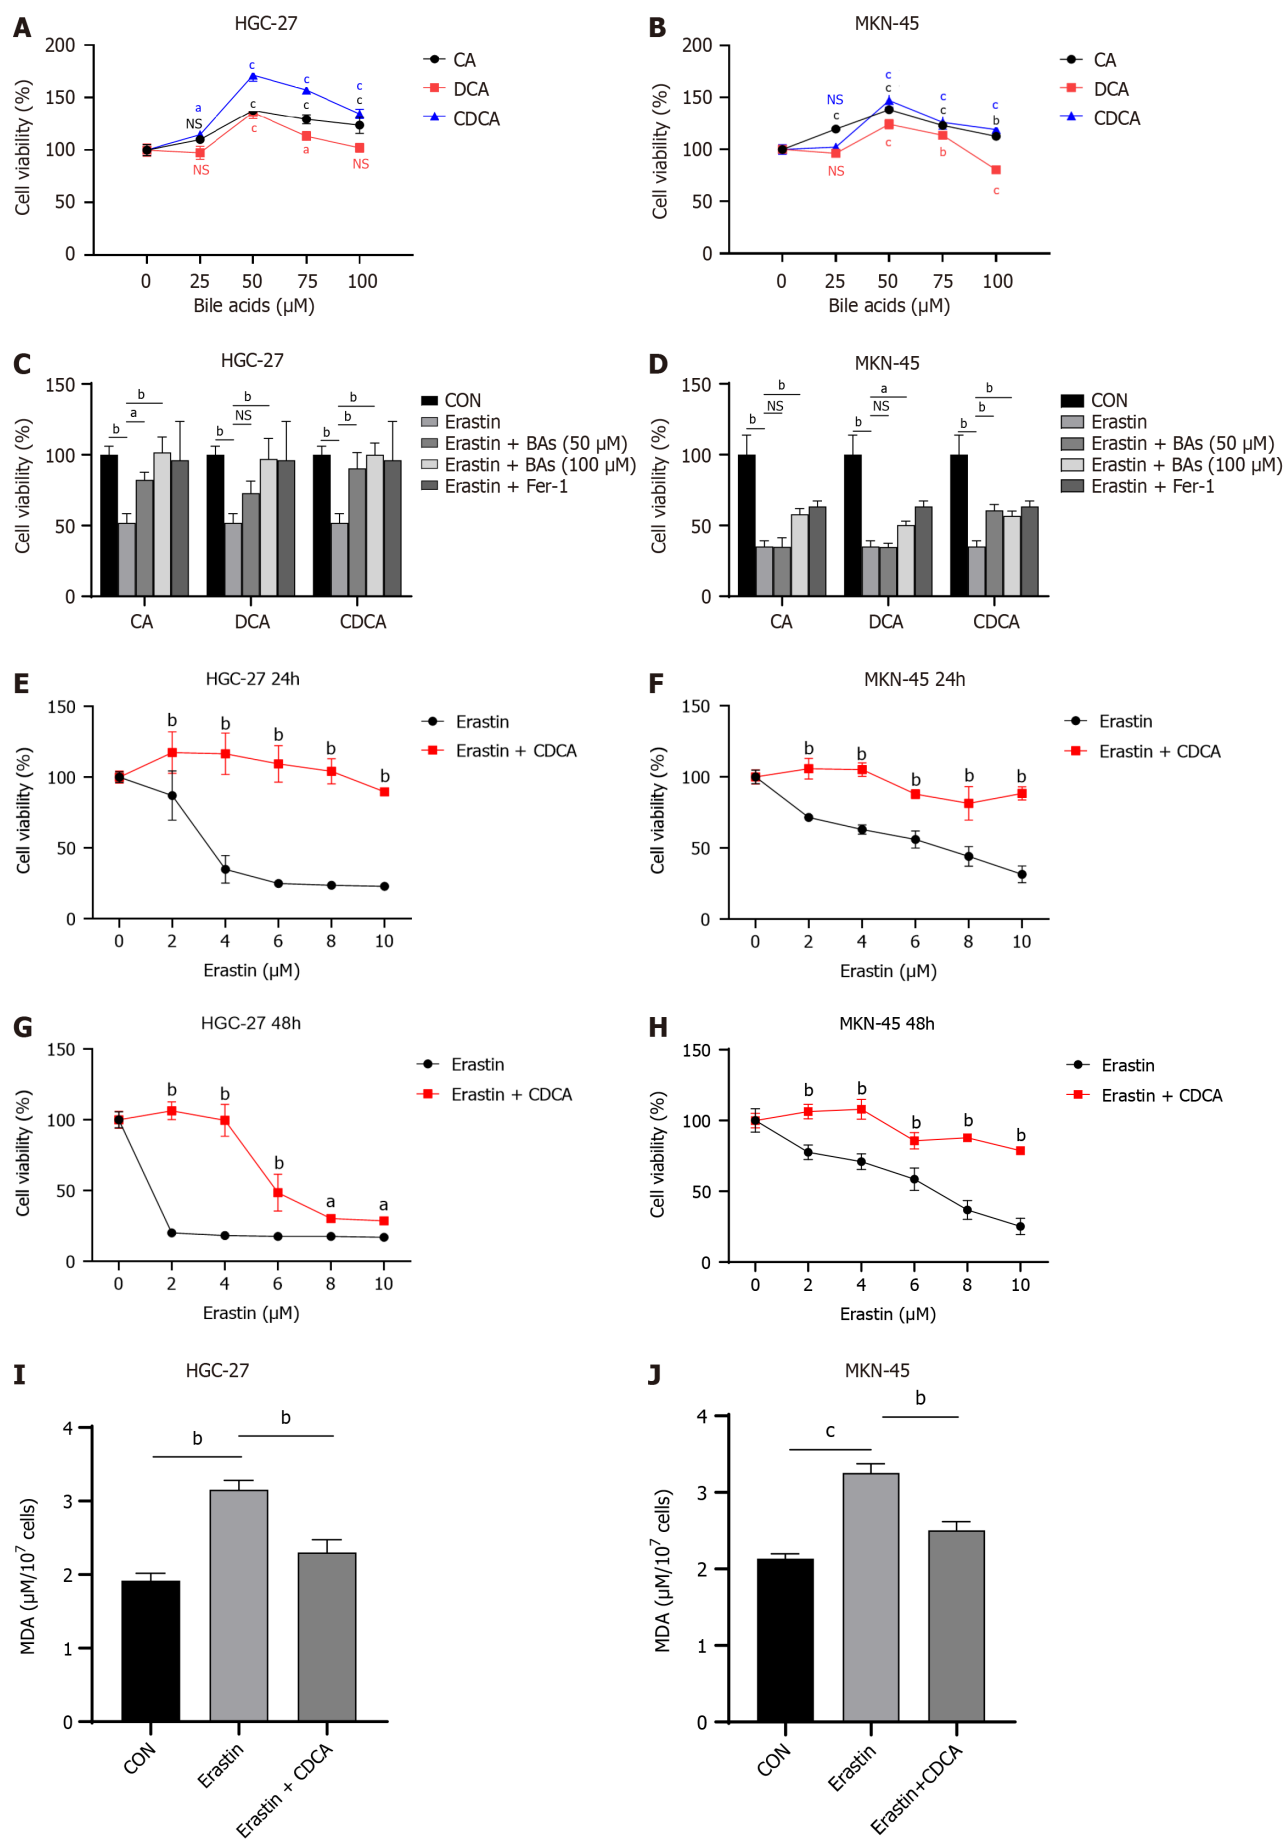 A
HGC-27
Cell viability (%)
200
150
100
50
0
0 25 50 75 100
Bile acids (µM)
CA
DCA
CDCA
a
NS
NS
c
c
c
c
c
a
c
c
NS
B
MKN-45
Cell viability (%)
200
150
100
50
0
0 25 50 75 100
Bile acids (µM)
CA
DCA
CDCA
NS
c
NS
c
c
c
c
c
b
c
b
c
C
HGC-27
Cell viability (%)
150
100
50
0
CA DCA CDCA
b a b
b NS b
b b b
CON
Erastin
Erastin + BAs (50 µM)
Erastin + BAs (100 µM)
Erastin + Fer-1
D
MKN-45
Cell viability (%)
150
100
50
0
CA DCA CDCA
b NS b
b NS a
b b b
CON
Erastin
Erastin + BAs (50 µM)
Erastin + BAs (100 µM)
Erastin + Fer-1
E
HGC-27 24h
Cell viability (%)
150
100
50
0
0 2 4 6 8 10
Erastin (µM)
b b b b b
Erastin
Erastin + CDCA
F
MKN-45 24h
Cell viability (%)
150
100
50
0
0 2 4 6 8 10
Erastin (µM)
b b b b b
Erastin
Erastin + CDCA
G
HGC-27 48h
Cell viability (%)
150
100
50
0
0 2 4 6 8 10
Erastin (µM)
b b b a a
Erastin
Erastin + CDCA
H
MKN-45 48h
Cell viability (%)
150
100
50
0
0 2 4 6 8 10
Erastin (µM)
b b b b b
Erastin
Erastin + CDCA
I
HGC-27
MDA (µM/10⁷ cells)
4
3
2
1
0
b b
CON
Erastin
Erastin + CDCA
J
MKN-45
MDA (µM/10⁷ cells)
4
3
2
1
0
c b
CON
Erastin
Erastin+CDCA